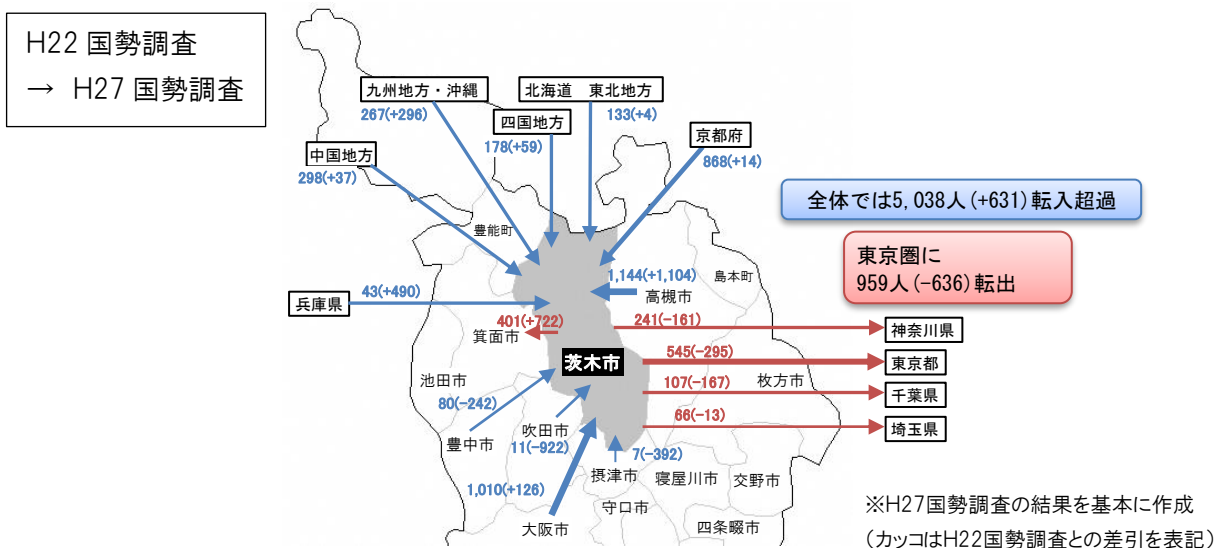 H22 国勢調査
→ H27 国勢調査
九州地方・沖縄
267(+296)
北海道 東北地方
133(+4)
四国地方
178(+59)
京都府
868(+14)
中国地方
298(+37)
全体では5,038人(+631)転入超過
東京圏に
959人(-636)転出
豊能町
島本町
1,144(+1,104)
高槻市
兵庫県
43(+490)
401(+722)
箕面市
241(-161)
神奈川県
茨木市
545(-295)
東京都
池田市
107(-167)
枚方市
千葉県
80(-242)
66(-13)
埼玉県
豊中市
吹田市
11(-922)
7(-392)
摂津市
寝屋川市
交野市
1,010(+126)
守口市
大阪市
四条畷市
※H27国勢調査の結果を基本に作成
(カッコはH22国勢調査との差引を表記)